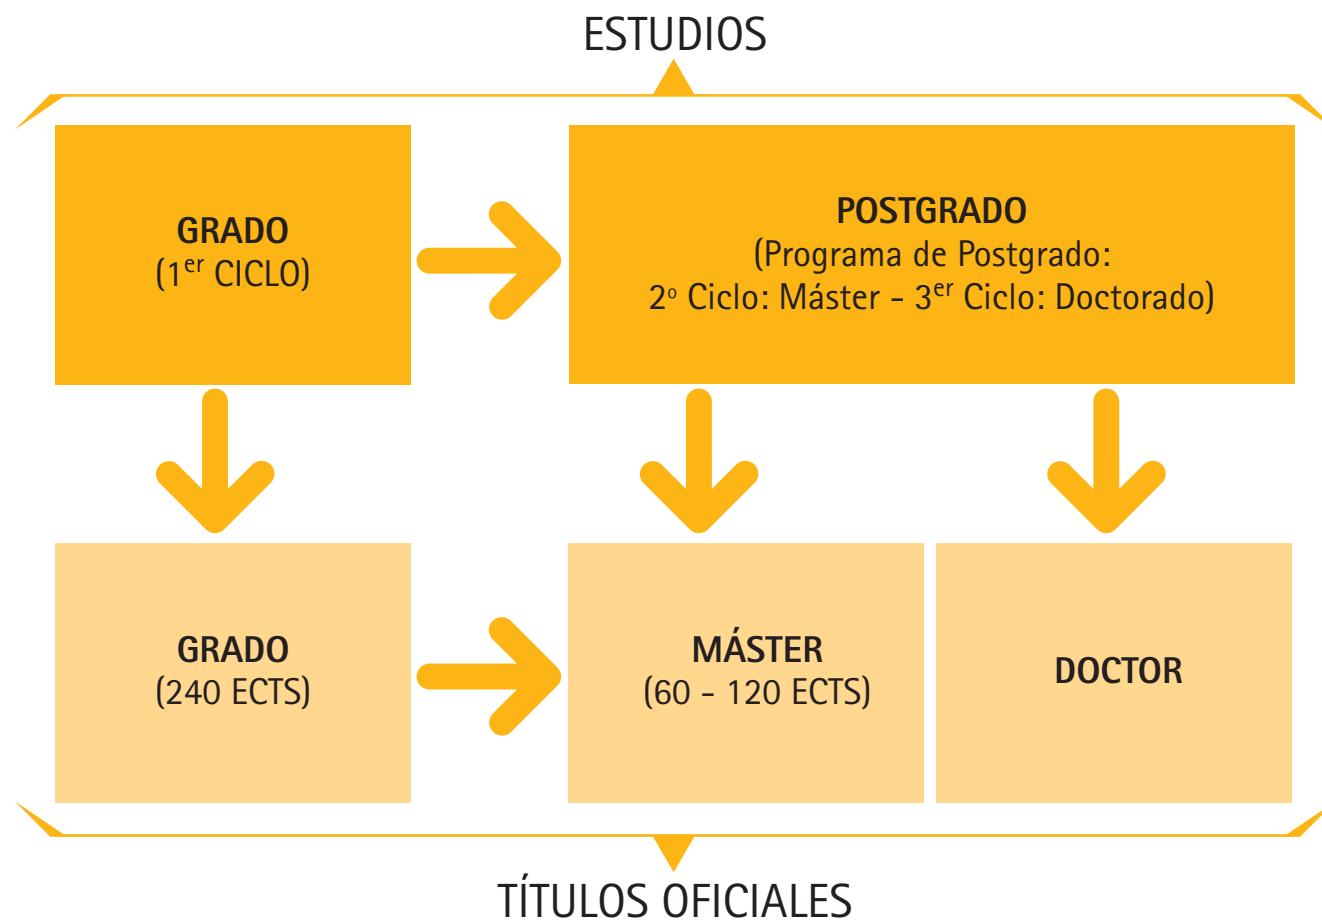 ESTUDIOS
GRADO
(1er CICLO)
POSTGRADO
(Programa de Postgrado:
2º Ciclo: Máster - 3er Ciclo: Doctorado)
GRADO
(240 ECTS)
MÁSTER
(60 - 120 ECTS)
DOCTOR
TÍTULOS OFICIALES